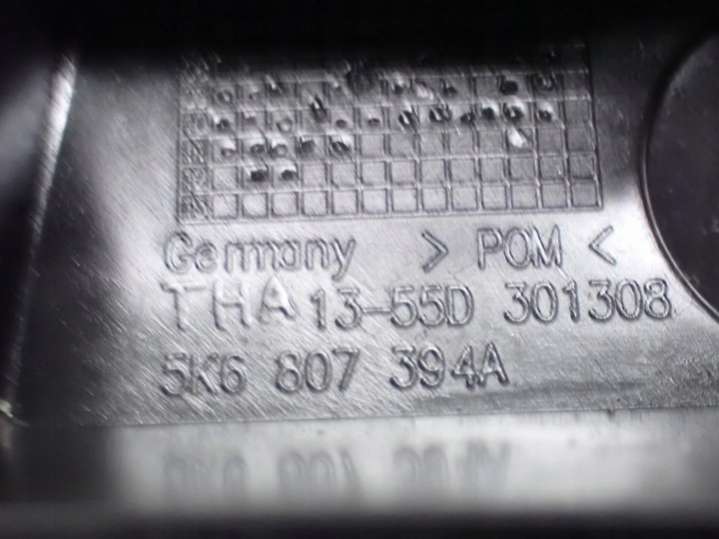 Germany > POM <
THA 13-55D 301308
5K6 807 394A